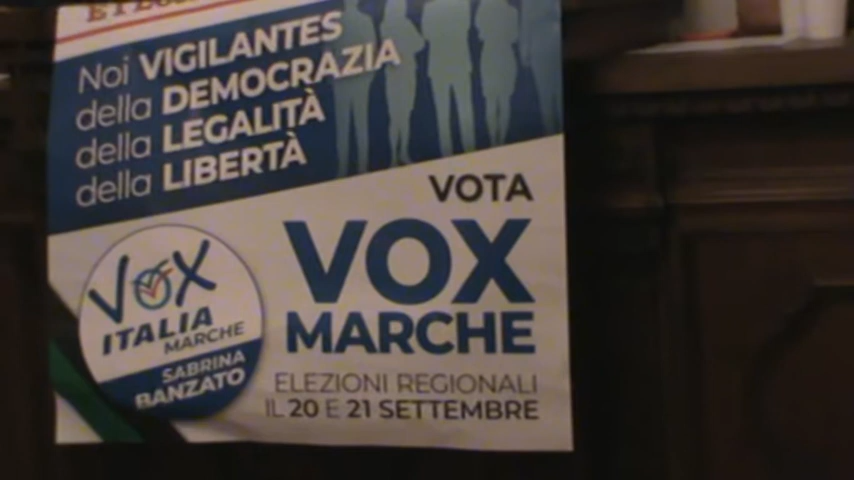 Noi VIGILANTES
della DEMOCRAZIA
della LEGALITÀ
della LIBERTÀ
VOTA
VOX
MARCHE
VOX
ITALIA
MARCHE
SABRINA
BANZATO
ELEZIONI REGIONALI
IL 20 E 21 SETTEMBRE